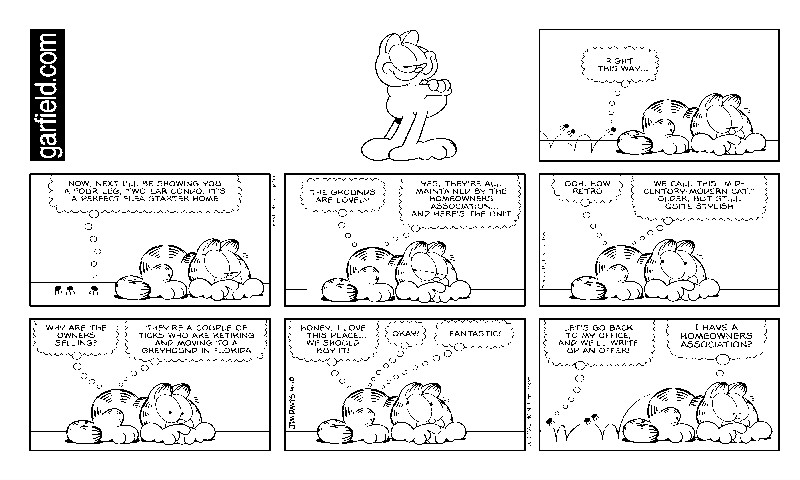 garfield.com
RIGHT
THIS WAY...
NOW, NEXT I'LL BE SHOWING YOU
A FOUR LEG, TWO EAR CONDO. IT'S
A PERFECT FLEA STARTER HOME
THE GROUNDS
ARE LOVELY
YES, THEY'RE ALL
MAINTAINED BY THE
HOMEOWNERS
ASSOCIATION...
AND HERE'S THE UNIT
OOH, HOW
RETRO
WE CALL THIS "MID-
CENTURY-MODERN CAT."
OLDER, BUT STILL
QUITE STYLISH
WHY ARE THE
OWNERS
SELLING?
THEY'RE A COUPLE OF
TICKS WHO ARE RETIRING
AND MOVING TO A
GREYHOUND IN FLORIDA
HONEY, I LOVE
THIS PLACE...
WE SHOULD
BUY IT!
OKAY!
FANTASTIC!
JIM DAVIS
LET'S GO BACK
TO MY OFFICE,
AND WE'LL WRITE
UP AN OFFER!
I HAVE A
HOMEOWNERS
ASSOCIATION?